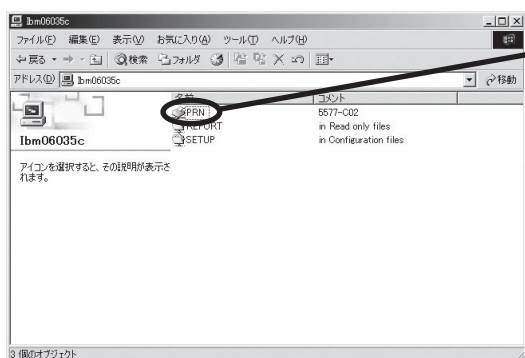 Ibm06035c
ファイル(F) 編集(E) 表示(V) お気に入り(A) ツール(T) ヘルプ(H)
戻る 検索 フォルダ
アドレス(D) Ibm06035c 移動
名前 コメント
PRN 5577-C02
REPORT in Read only files
SETUP in Configuration files
Ibm06035c
アイコンを選択すると、その説明が表示さ
れます。
3 個のオブジェクト